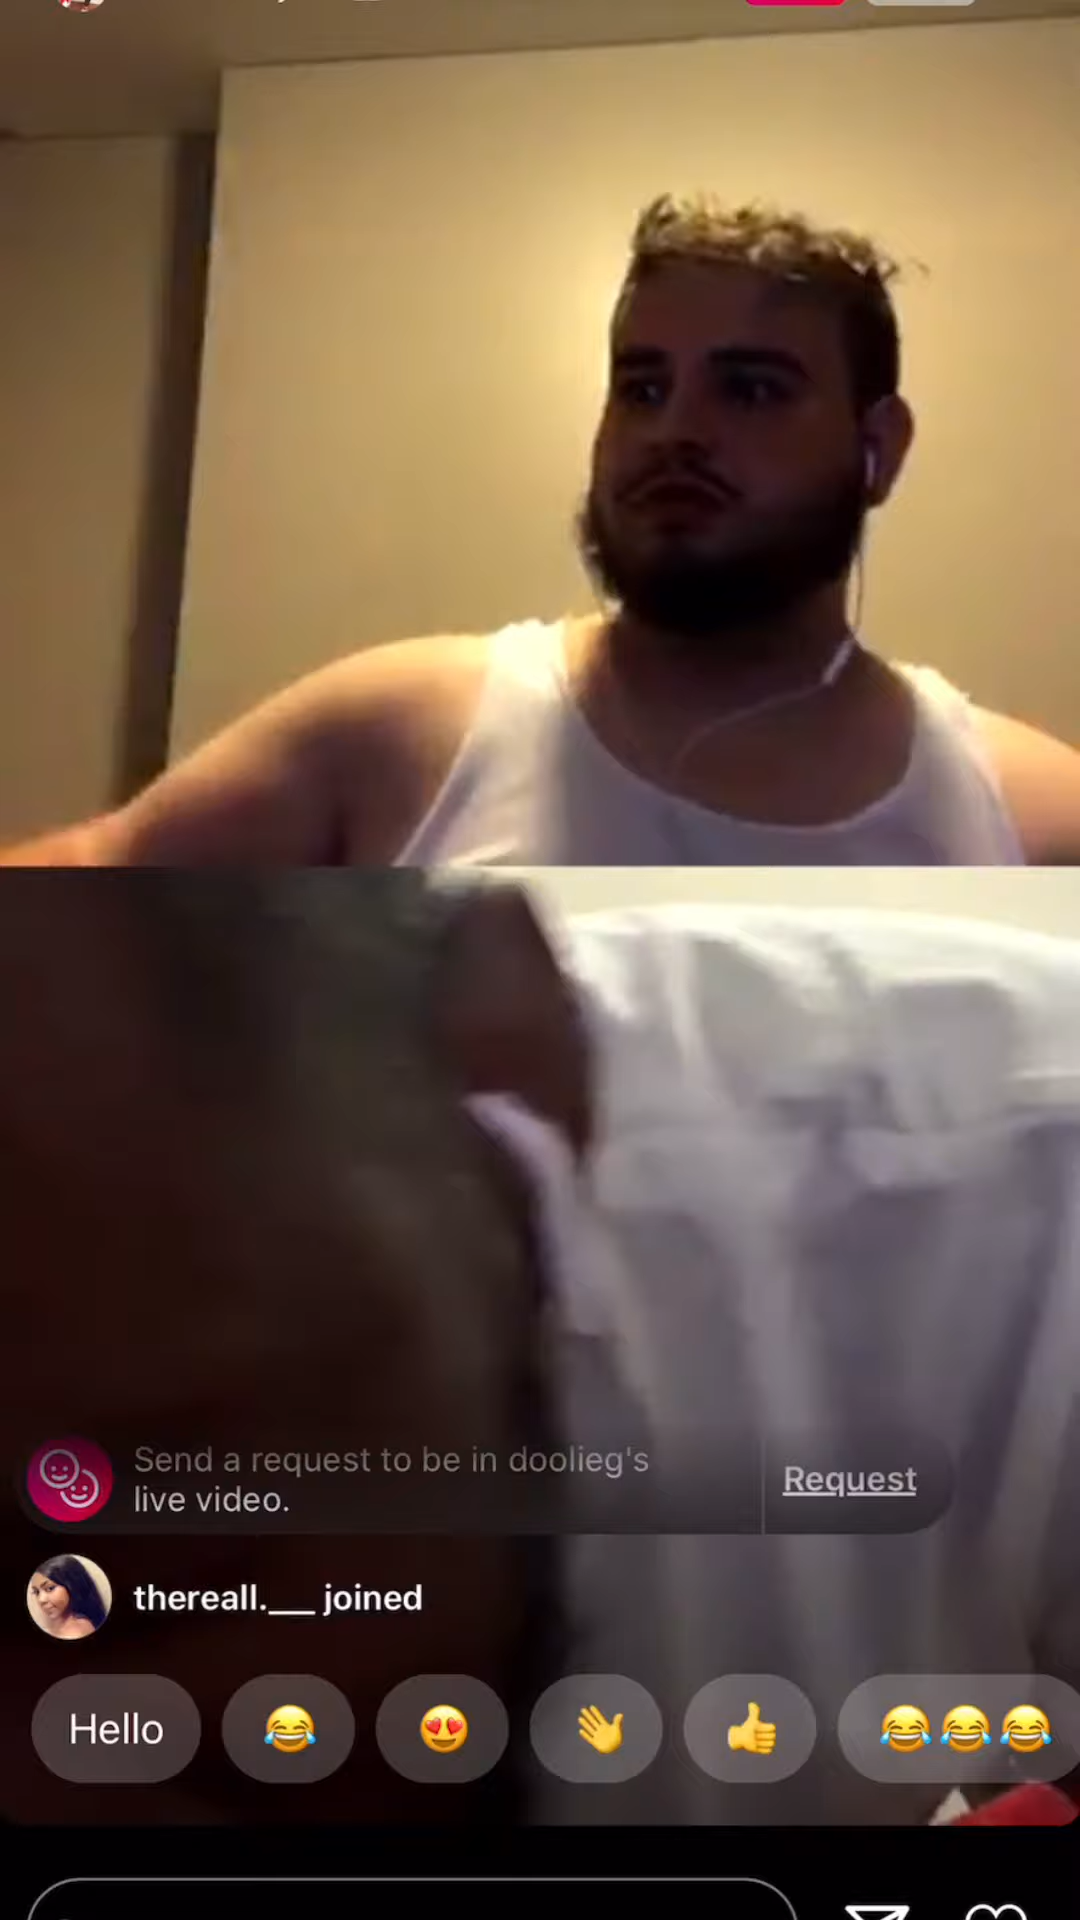 Send a request to be in doolieg's
live video.
Request
thereall.___ joined
Hello